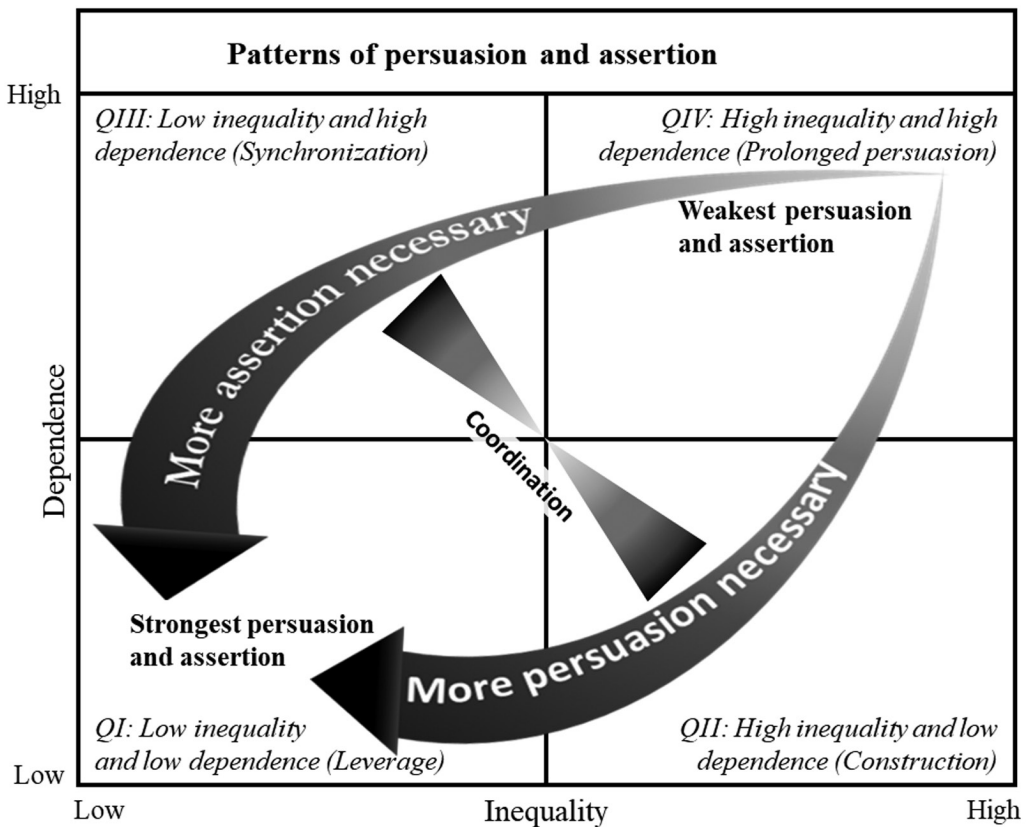 Patterns of persuasion and assertion
High
QIII: Low inequality and high
dependence (Synchronization)
QIV: High inequality and high
dependence (Prolonged persuasion)
Weakest persuasion
and assertion
More assertion necessary
Dependence
Coordination
More persuasion necessary
Strongest persuasion
and assertion
QI: Low inequality
and low dependence (Leverage)
QII: High inequality and low
dependence (Construction)
Low
Low
Inequality
High